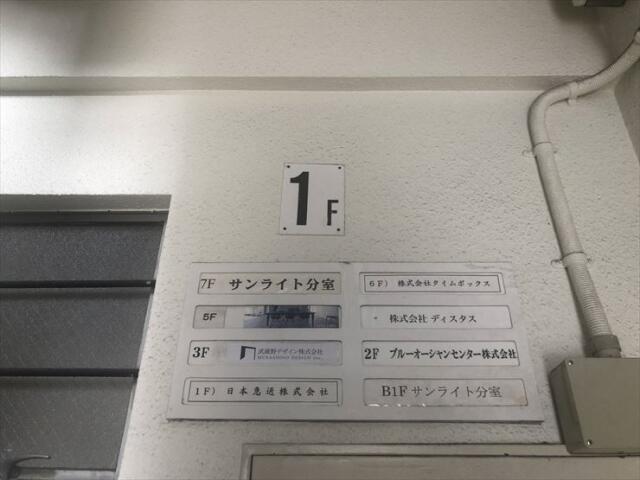 1F
7F サンライト分室
6F) 株式会社タイムボックス
5F
株式会社 ディスタス
3F 武蔵野デザイン株式会社
MUSASHINO DESIGN Inc.
2F ブルーオーシャンセンター株式会社
1F) 日本急送株式会社
B1F サンライト分室